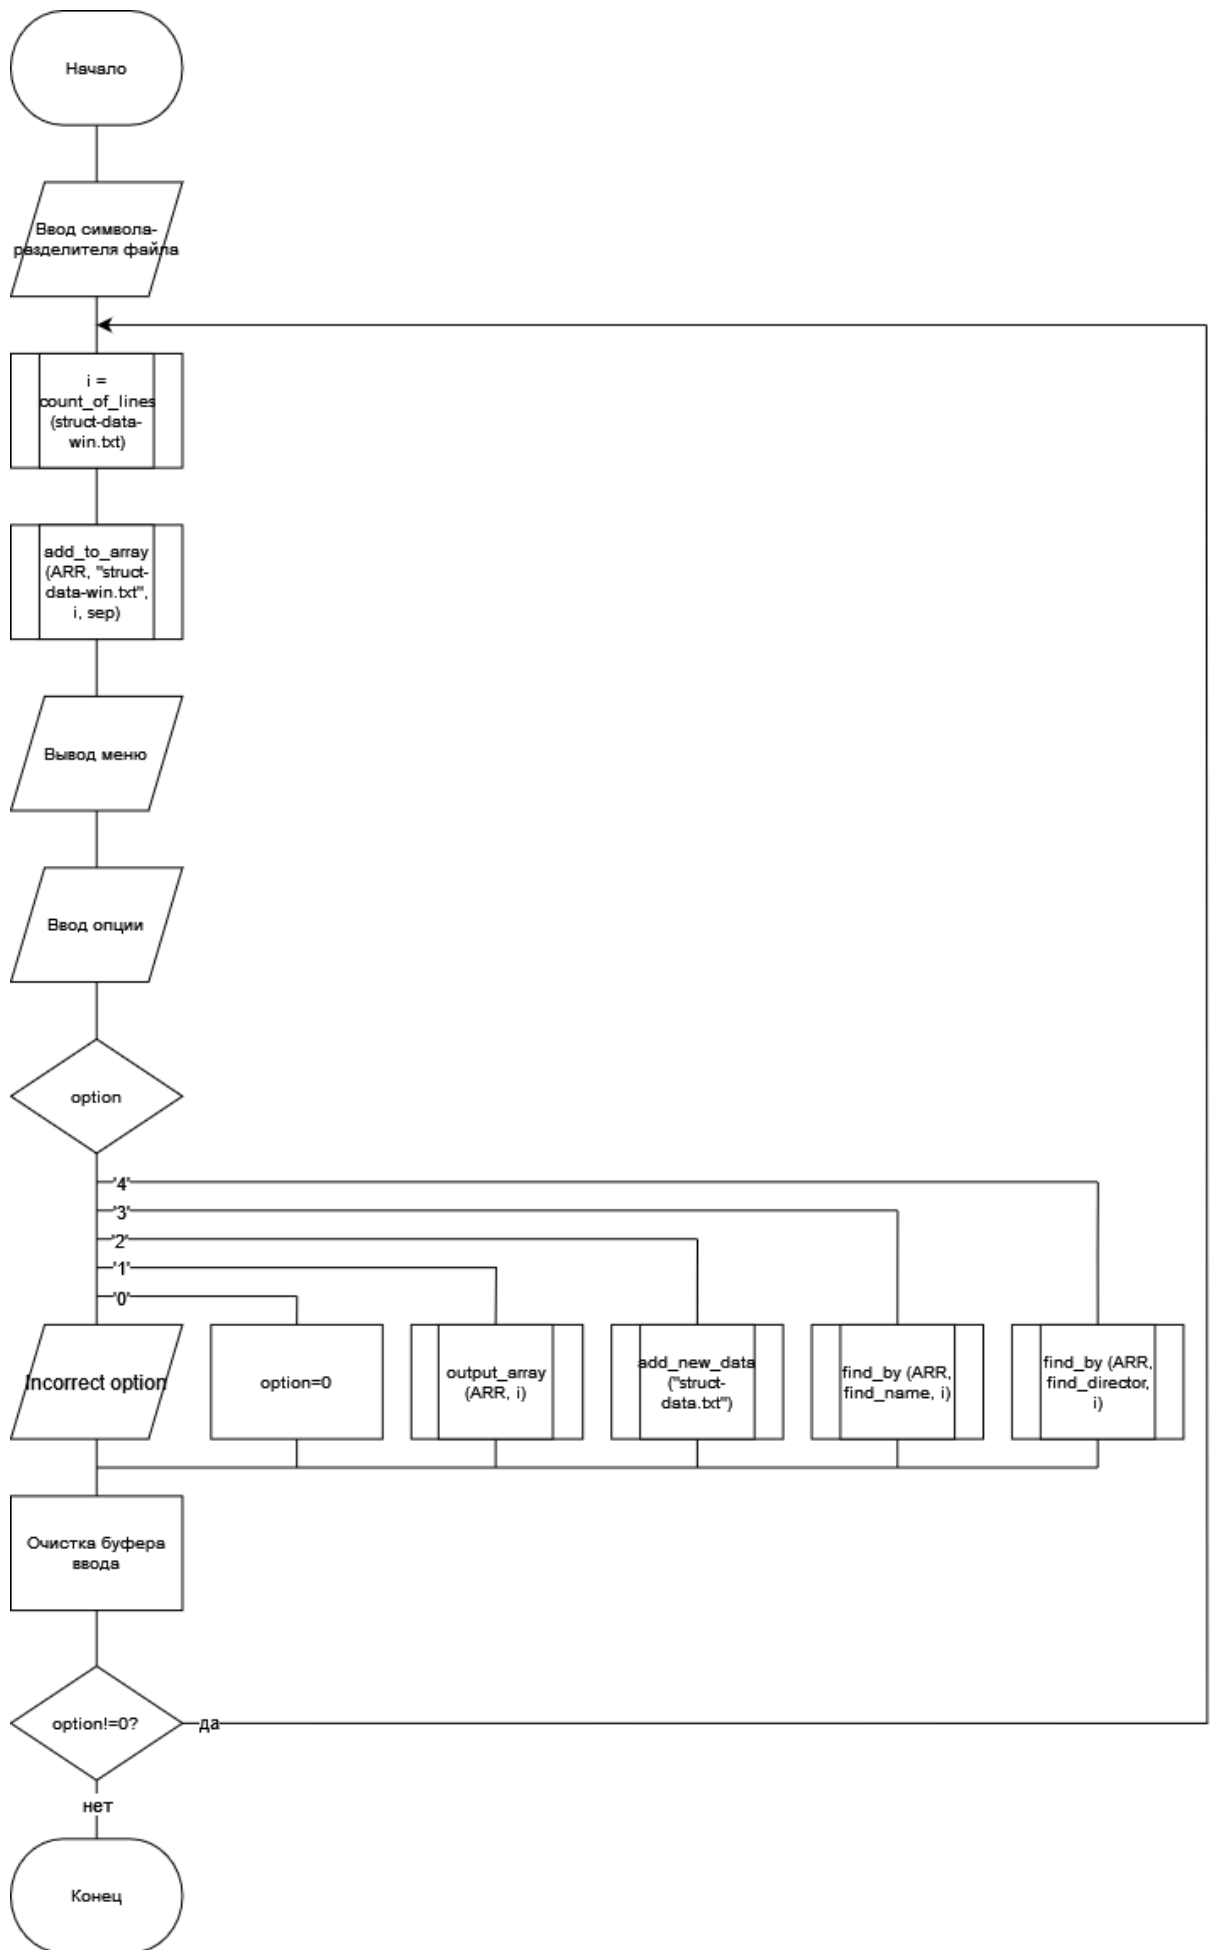 Начало
Ввод символа-
разделителя файла
i =
count_of_lines
(struct-data-
win.txt)
add_to_array
(ARR, "struct-
data-win.txt",
i, sep)
Вывод меню
Ввод опции
option
'4'
'3'
'2'
'1'
'0'
Incorrect option
option=0
output_array
(ARR, i)
add_new_data
("struct-
data.txt")
find_by (ARR,
find_name, i)
find_by (ARR,
find_director,
i)
Очистка буфера
ввода
option!=0?
да
нет
Конец